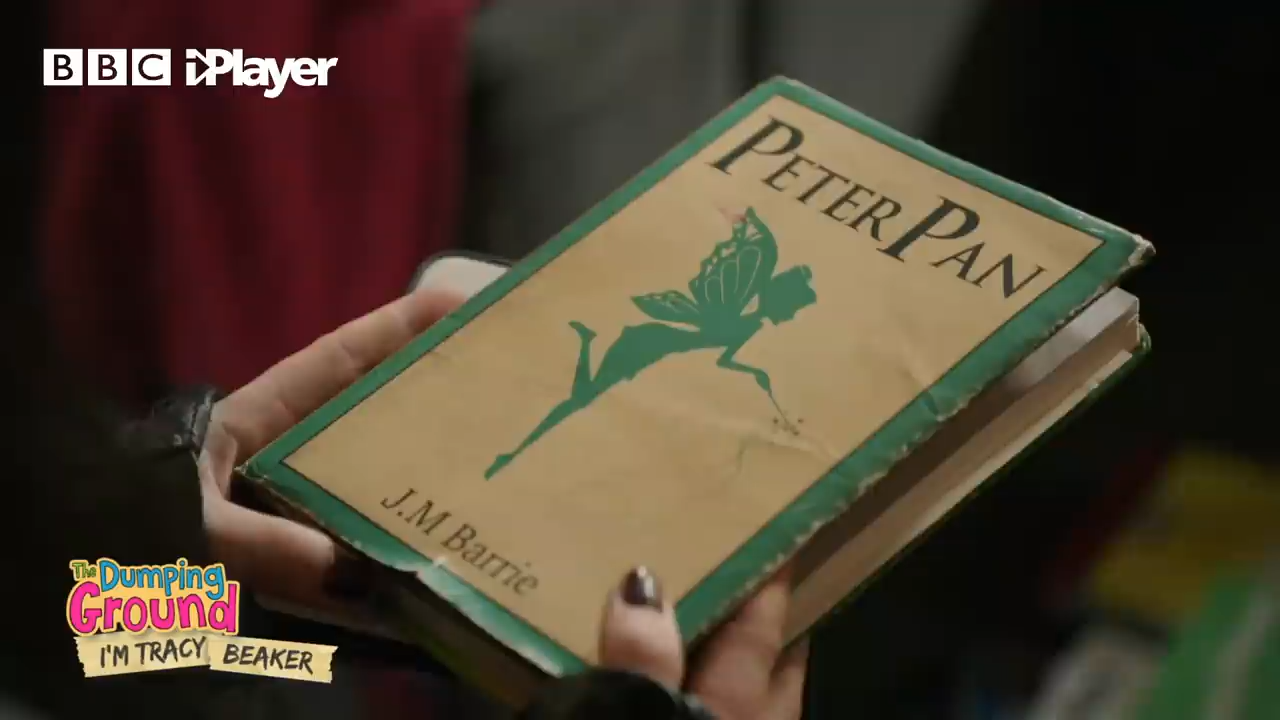 BBC iPlayer
PETER PAN
J.M Barrie
The Dumping
Ground
I'M TRACY BEAKER